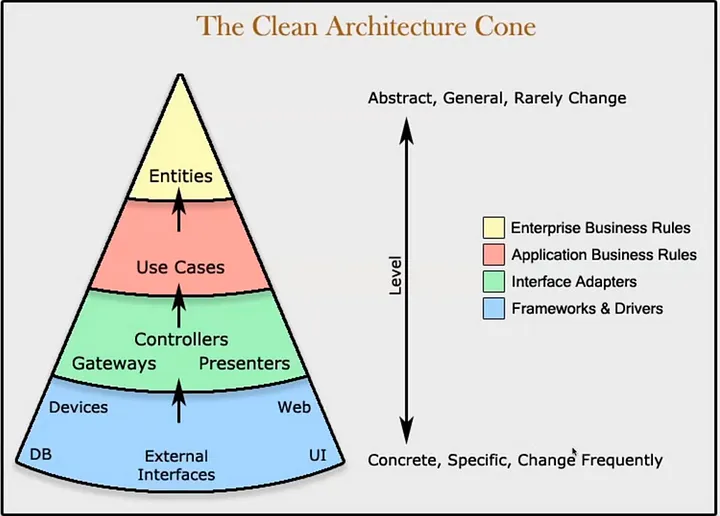 The Clean Architecture Cone
Abstract, General, Rarely Change
Entities
Enterprise Business Rules
Application Business Rules
Interface Adapters
Frameworks & Drivers
Level
Use Cases
Controllers
Gateways Presenters
Devices Web
DB External Interfaces UI
Concrete, Specific, Change Frequently